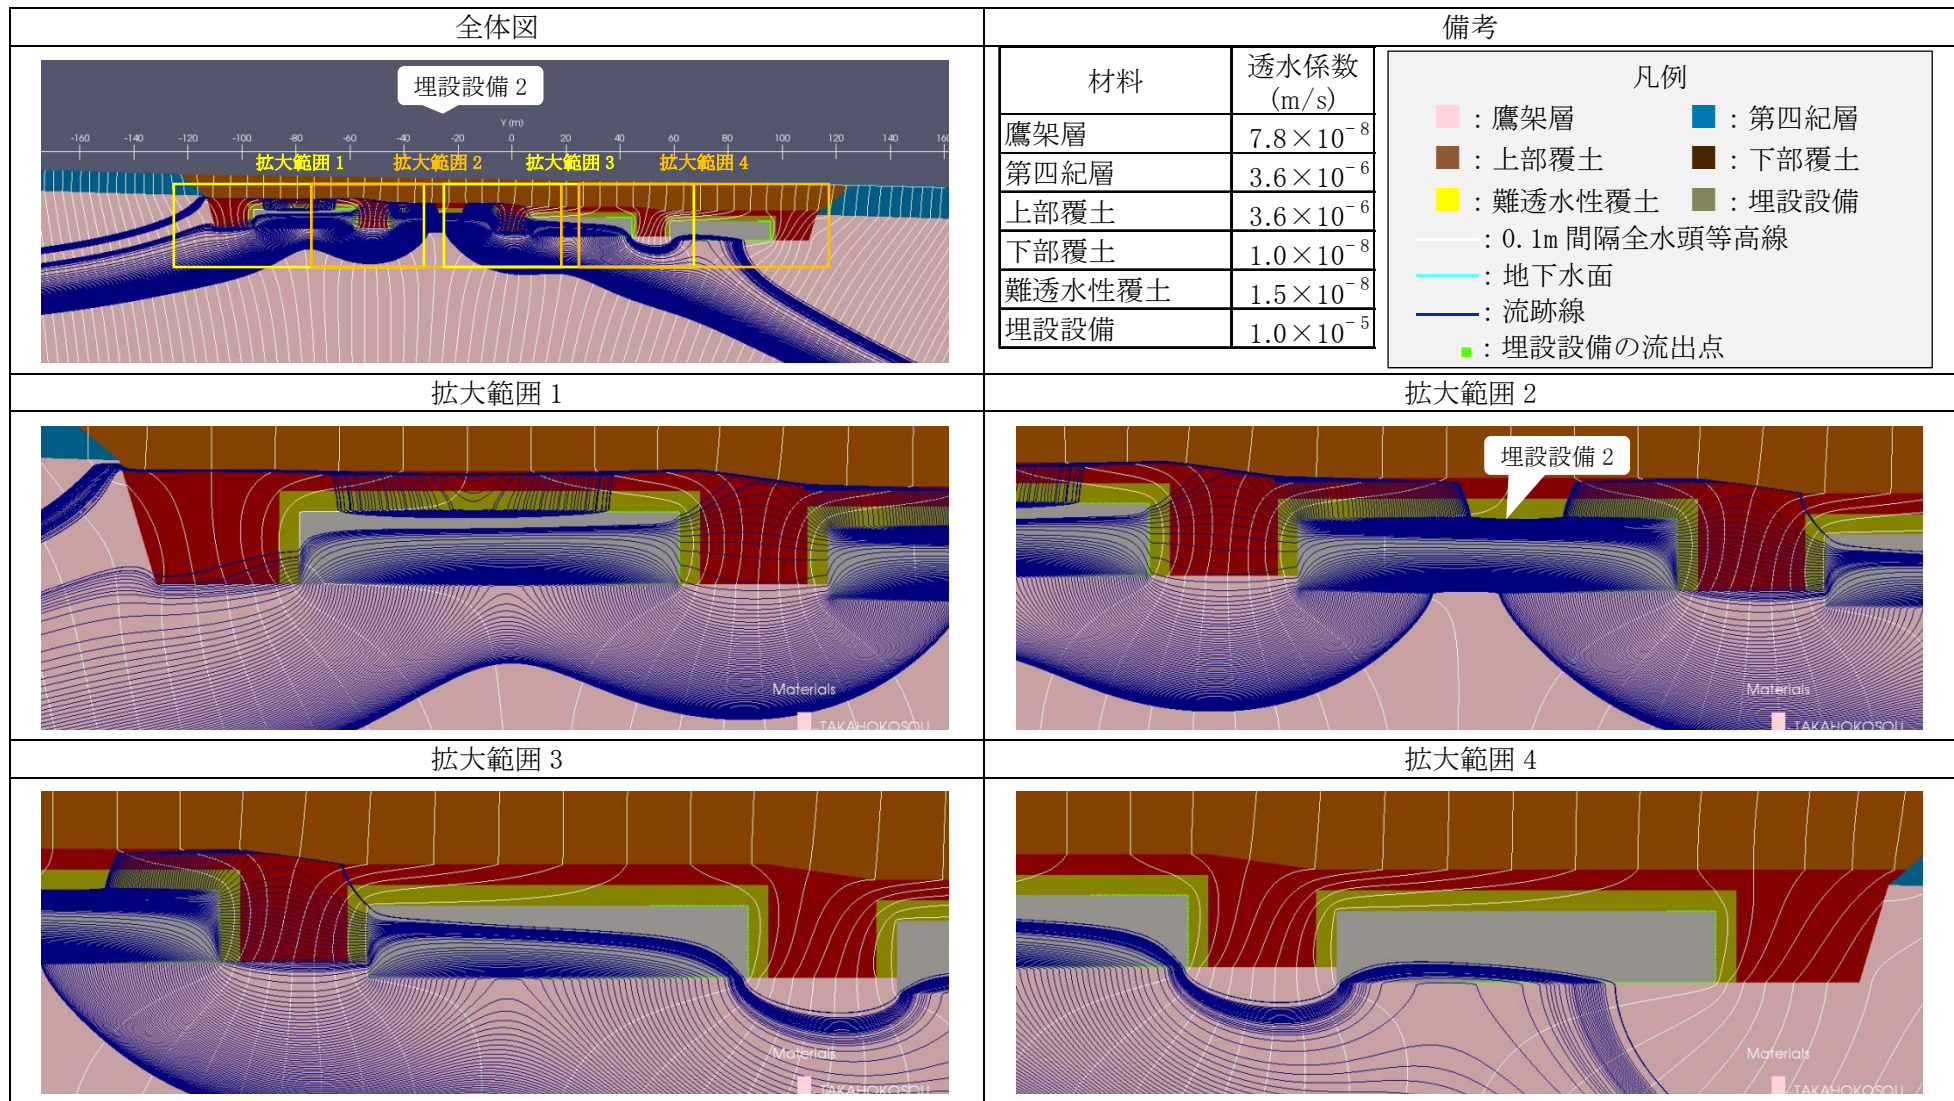 全体図
備考
埋設設備 2
Y (m)
-160 -140 -120 -100 -80 -60 -40 -20 0 20 40 60 80 100 120 140 160
拡大範囲 1 拡大範囲 2 拡大範囲 3 拡大範囲 4
材料 透水係数
(m/s)
鷹架層 7.8×10⁻⁸
第四紀層 3.6×10⁻⁶
上部覆土 3.6×10⁻⁶
下部覆土 1.0×10⁻⁸
難透水性覆土 1.5×10⁻⁸
埋設設備 1.0×10⁻⁵
凡例
：鷹架層 ：第四紀層
：上部覆土 ：下部覆土
：難透水性覆土 ：埋設設備
：0.1m 間隔全水頭等高線
：地下水面
：流跡線
：埋設設備の流出点
拡大範囲 1
拡大範囲 2
Materials
TAKAHOKOSOU
埋設設備 2
Materials
TAKAHOKOSOU
拡大範囲 3
拡大範囲 4
Materials
TAKAHOKOSOU
Materials
TAKAHOKOSOU